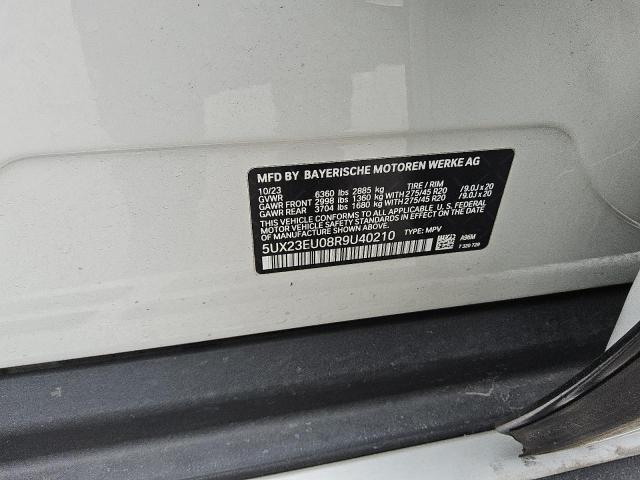 MFD BY BAYERISCHE MOTOREN WERKE AG
10/23 TIRE / RIM
GVWR 6360 lbs 2885 kg
GAWR FRONT 2998 lbs 1360 kg WITH 275/45 R20 /9.0J x 20
GAWR REAR 3704 lbs 1680 kg WITH 275/45 R20 /9.0J x 20
THIS VEHICLE CONFORMS TO ALL APPLICABLE U.S. FEDERAL MOTOR
VEHICLE SAFETY STANDARDS IN EFFECT ON THE DATE OF
MANUFACTURE SHOWN ABOVE.
5UX23EU08R9U40210 TYPE: MPV
A96M